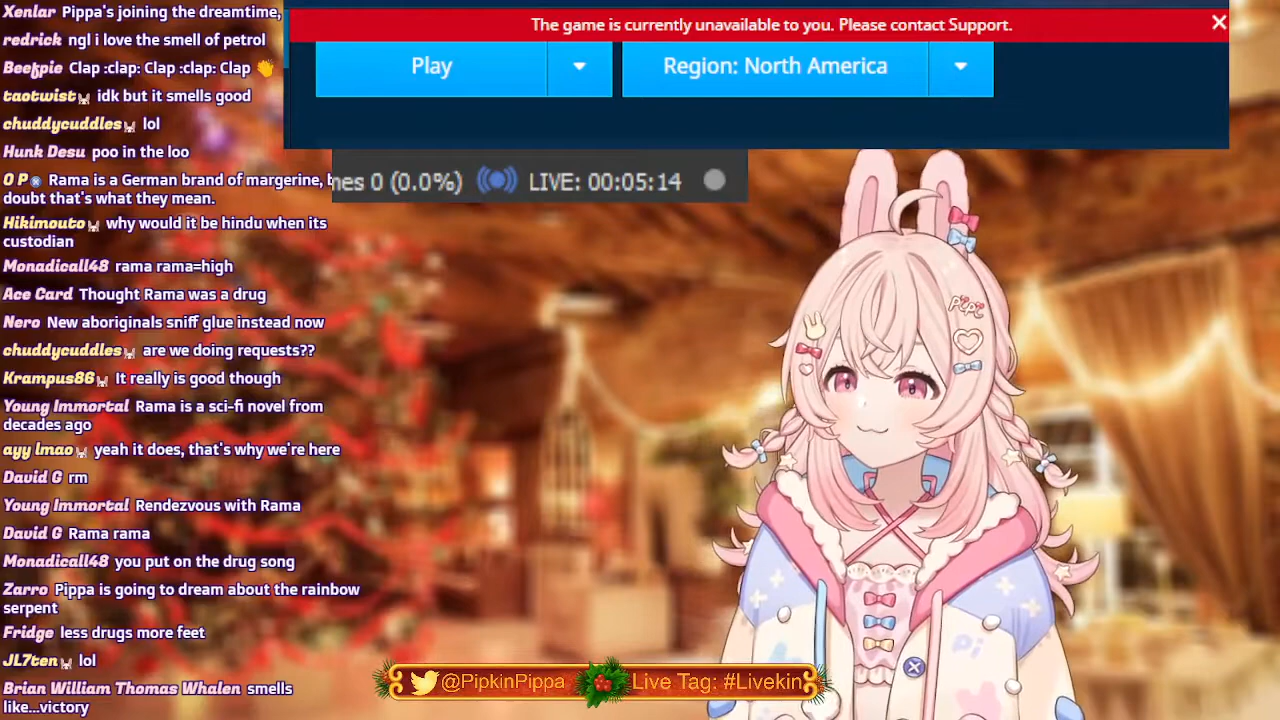 Xenlar Pippa's joining the dreamtime,
redrick ngl i love the smell of petrol
Beefpie Clap :clap: Clap :clap: Clap 👏
taotwist idk but it smells good
chuddycuddles lol
Hunk Desu poo in the loo
O P Rama is a German brand of margerine, b
doubt that's what they mean.
Hikimouto why would it be hindu when its
custodian
Monadicall48 rama rama=high
Ace Card Thought Rama was a drug
Nero New aboriginals sniff glue instead now
chuddycuddles are we doing requests??
Krampus86 It really is good though
Young Immortal Rama is a sci-fi novel from
decades ago
ayy lmao yeah it does, that's why we're here
David G rm
Young Immortal Rendezvous with Rama
David G Rama rama
Monadicall48 you put on the drug song
Zarro Pippa is going to dream about the rainbow
serpent
Fridge less drugs more feet
JL7ten lol
Brian William Thomas Whalen smells
like...victory
The game is currently unavailable to you. Please contact Support.
Play
Region: North America
mes 0 (0.0%) LIVE: 00:05:14
PiPi
Pi
@PipkinPippa Live Tag: #Livekin